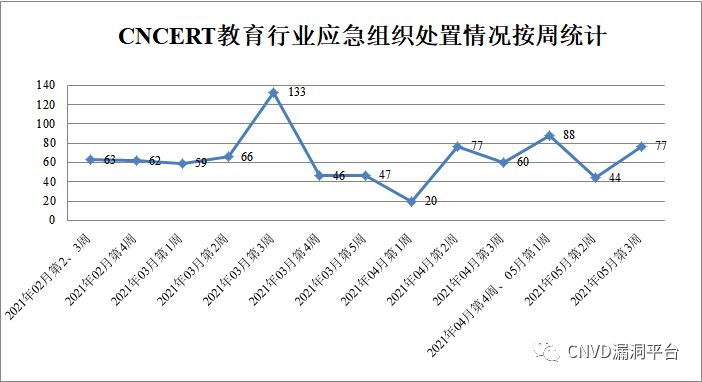 CNCERT教育行业应急组织处置情况按周统计
140
120
100
80
60
40
20
0
63
62
59
66
133
46
47
20
77
60
88
44
77
2021年02月第2、3周
2021年02月第4周
2021年03月第1周
2021年03月第2周
2021年03月第3周
2021年03月第4周
2021年03月第5周
2021年04月第1周
2021年04月第2周
2021年04月第3周
2021年04月第4周、05月第1周
2021年05月第2周
2021年05月第3周
CNVD漏洞平台